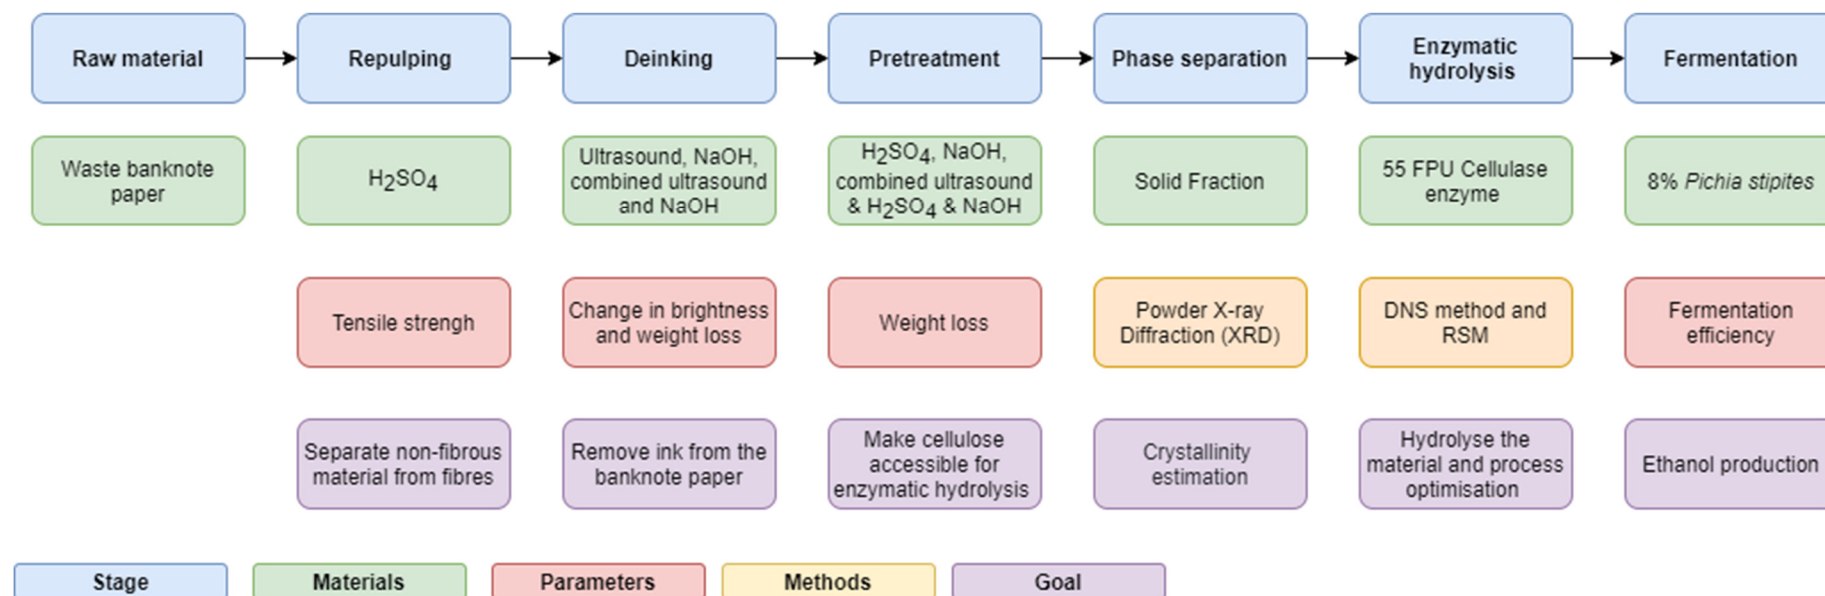 Raw material
Repulping
Deinking
Pretreatment
Phase separation
Enzymatic
hydrolysis
Fermentation
Waste banknote
paper
H2SO4
Ultrasound, NaOH,
combined ultrasound
and NaOH
H2SO4, NaOH,
combined ultrasound
& H2SO4 & NaOH
Solid Fraction
55 FPU Cellulase
enzyme
8% Pichia stipites
Tensile strengh
Change in brightness
and weight loss
Weight loss
Powder X-ray
Diffraction (XRD)
DNS method and
RSM
Fermentation
efficiency
Separate non-fibrous
material from fibres
Remove ink from the
banknote paper
Make cellulose
accessible for
enzymatic hydrolysis
Crystallinity
estimation
Hydrolyse the
material and process
optimisation
Ethanol production
Stage
Materials
Parameters
Methods
Goal